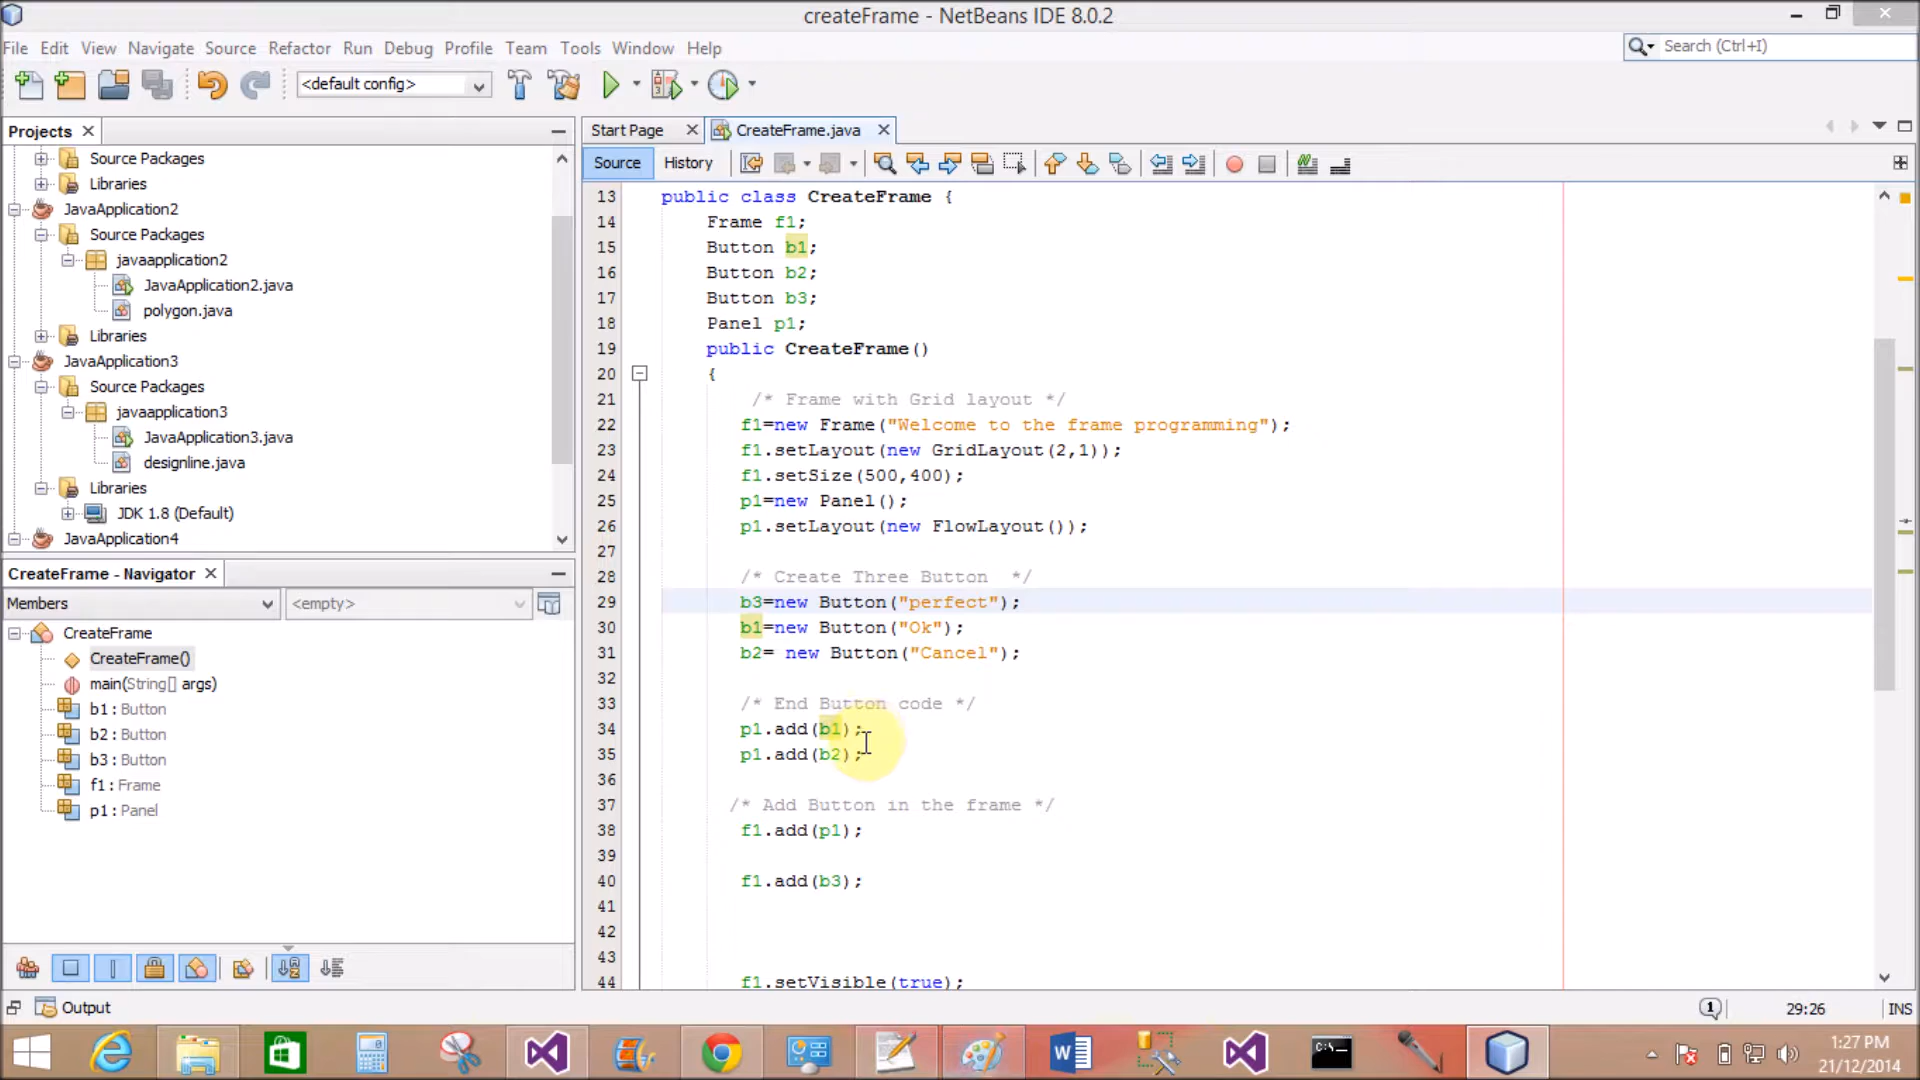 createFrame - NetBeans IDE 8.0.2
File Edit View Navigate Source Refactor Run Debug Profile Team Tools Window Help
Search (Ctrl+I)
<default config>
Projects
Source Packages
Libraries
JavaApplication2
Source Packages
javaapplication2
JavaApplication2.java
polygon.java
Libraries
JavaApplication3
Source Packages
javaapplication3
JavaApplication3.java
designline.java
Libraries
JDK 1.8 (Default)
JavaApplication4
CreateFrame - Navigator
Members
<empty>
CreateFrame
CreateFrame()
main(String[] args)
b1 : Button
b2 : Button
b3 : Button
f1 : Frame
p1 : Panel
Start Page
CreateFrame.java
Source History
13 public class CreateFrame {
14 Frame f1;
15 Button b1;
16 Button b2;
17 Button b3;
18 Panel p1;
19 public CreateFrame()
20 {
21 /* Frame with Grid layout */
22 f1=new Frame("Welcome to the frame programming");
23 f1.setLayout(new GridLayout(2,1));
24 f1.setSize(500,400);
25 p1=new Panel();
26 p1.setLayout(new FlowLayout());
27
28 /* Create Three Button */
29 b3=new Button("perfect");
30 b1=new Button("Ok");
31 b2= new Button("Cancel");
32
33 /* End Button code */
34 p1.add(b1);
35 p1.add(b2);
36
37 /* Add Button in the frame */
38 f1.add(p1);
39
40 f1.add(b3);
41
42
43
44 f1.setVisible(true);
Output
1
29:26
INS
1:27 PM
21/12/2014